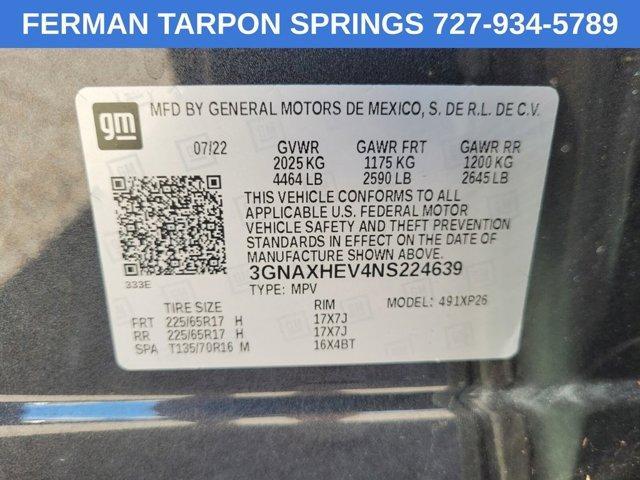 FERMAN TARPON SPRINGS 727-934-5789
gm
MFD BY GENERAL MOTORS DE MEXICO, S. DE R.L. DE C.V.
07/22 GVWR GAWR FRT GAWR RR
2025 KG 1175 KG 1200 KG
4464 LB 2590 LB 2645 LB
THIS VEHICLE CONFORMS TO ALL
APPLICABLE U.S. FEDERAL MOTOR
VEHICLE SAFETY AND THEFT PREVENTION
STANDARDS IN EFFECT ON THE DATE OF
MANUFACTURE SHOWN ABOVE.
3GNAXHEV4NS224639
333E
TYPE: MPV MODEL: 491XP26
TIRE SIZE RIM
FRT 225/65R17 H 17X7J
RR 225/65R17 H 17X7J
SPA T135/70R16 M 16X4BT